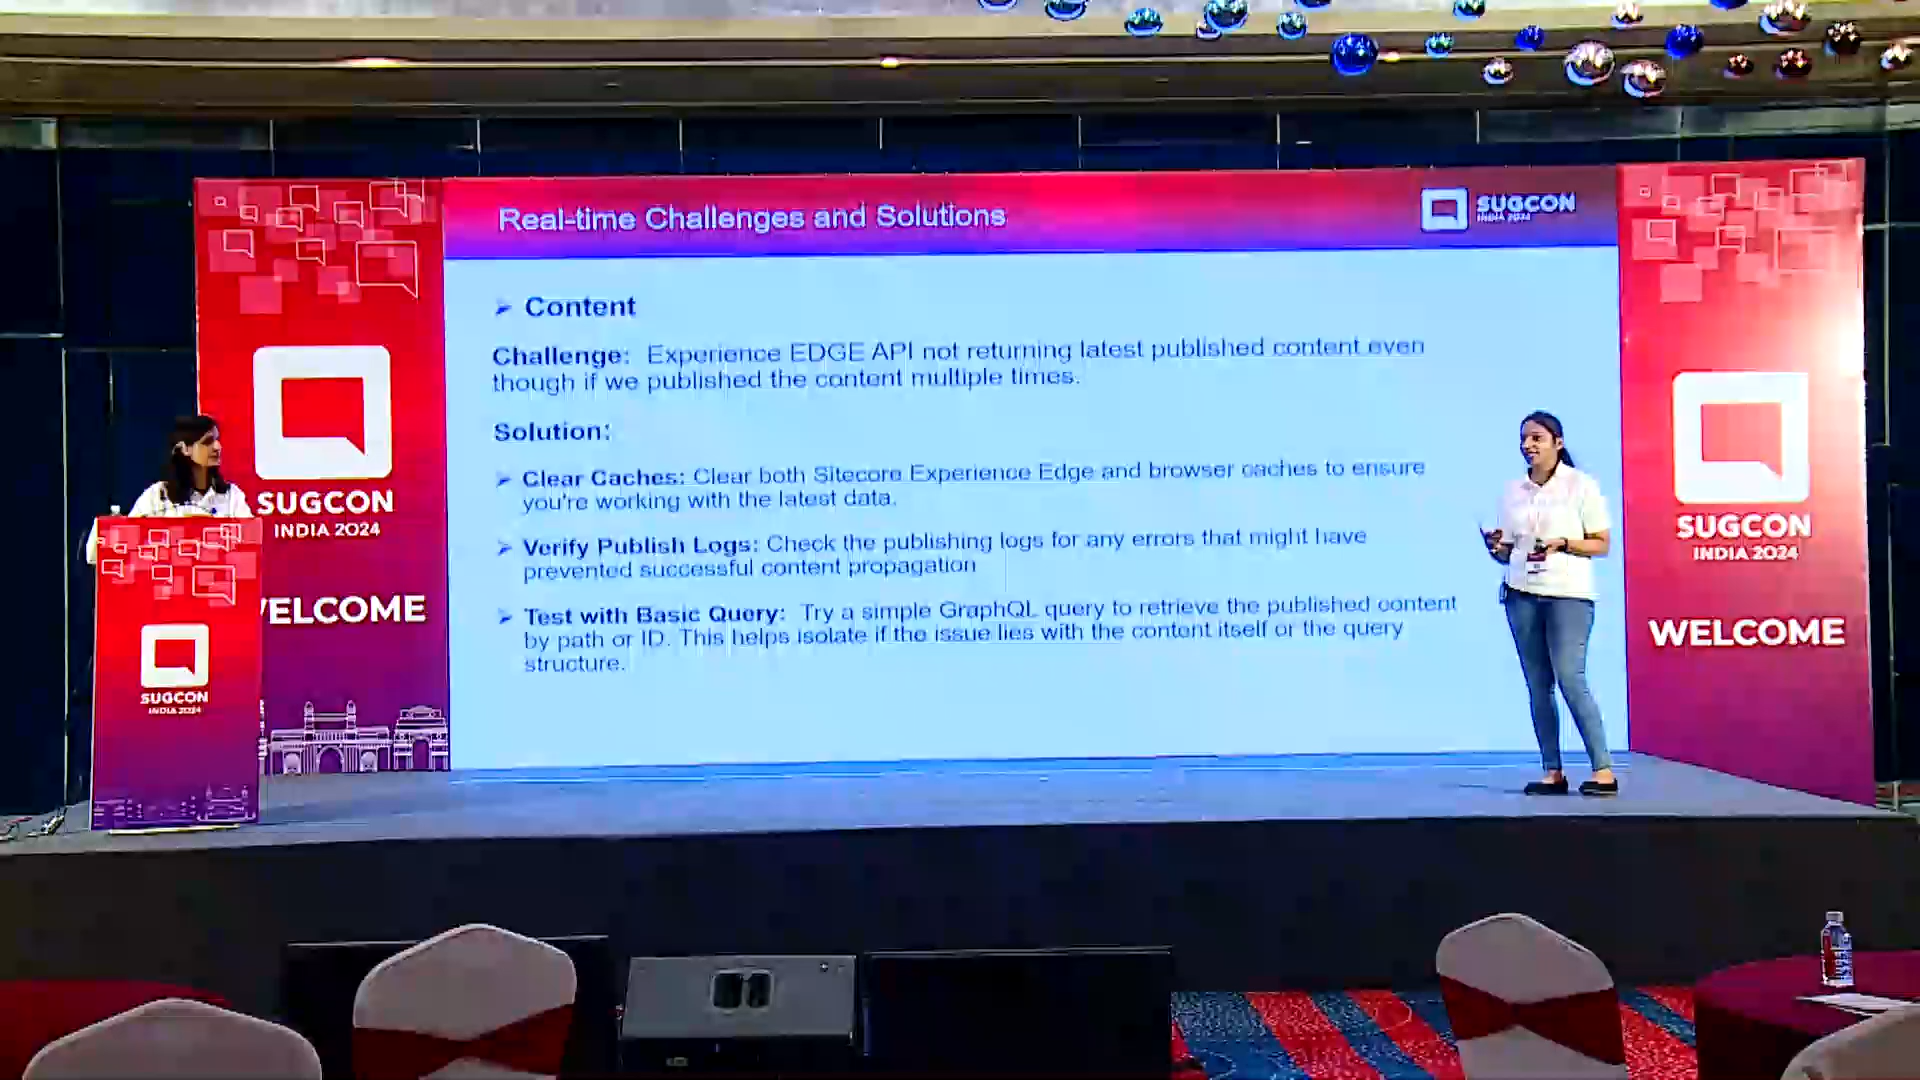 Real-time Challenges and Solutions
SUGCON
INDIA 2024
➢ Content
Challenge: Experience EDGE API not returning latest published content even
though if we published the content multiple times.
Solution:
➢ Clear Caches: Clear both Sitecore Experience Edge and browser caches to ensure
you're working with the latest data.
➢ Verify Publish Logs: Check the publishing logs for any errors that might have
prevented successful content propagation
➢ Test with Basic Query: Try a simple GraphQL query to retrieve the published content
by path or ID. This helps isolate if the issue lies with the content itself or the query
structure.
SUGCON
INDIA 2024
ELCOME
SUGCON
INDIA 2024
SUGCON
INDIA 2024
WELCOME